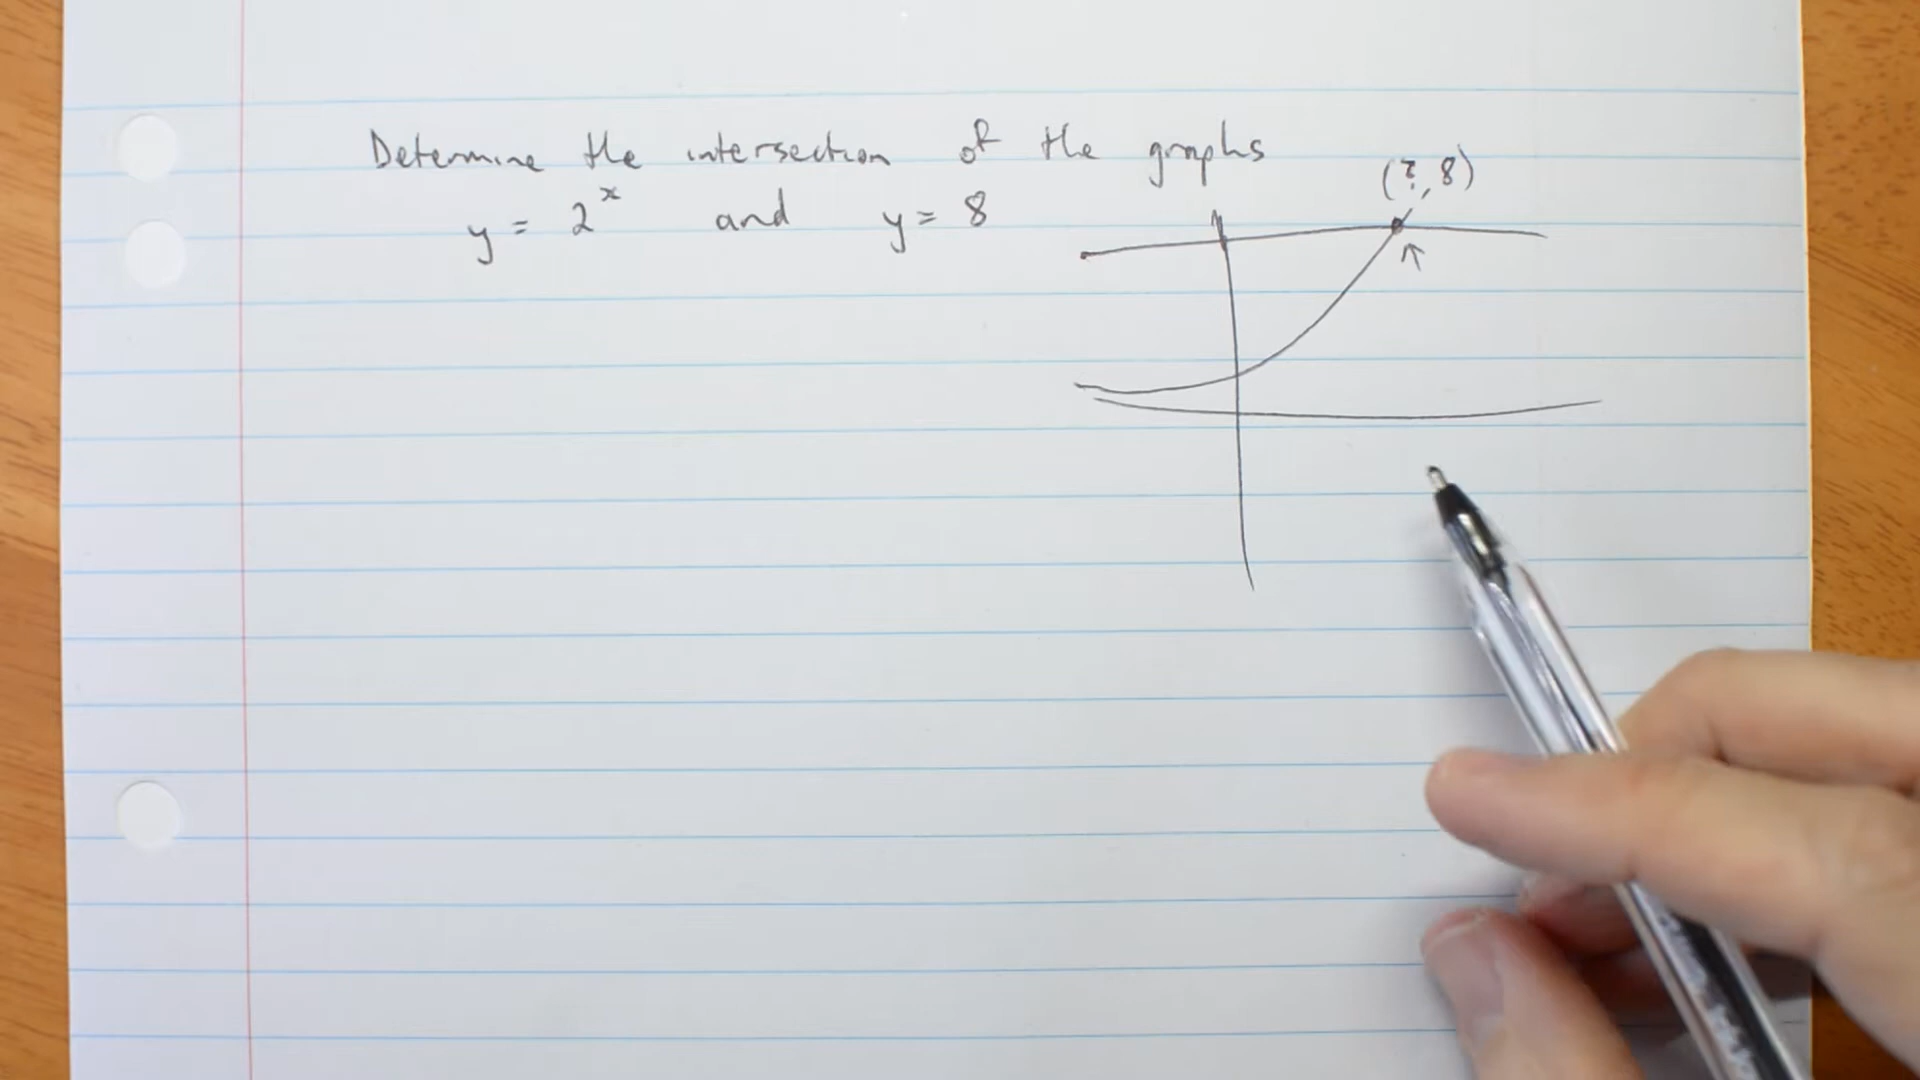 Determine the intersection of the graphs
y = 2^x and y = 8
(?, 8)